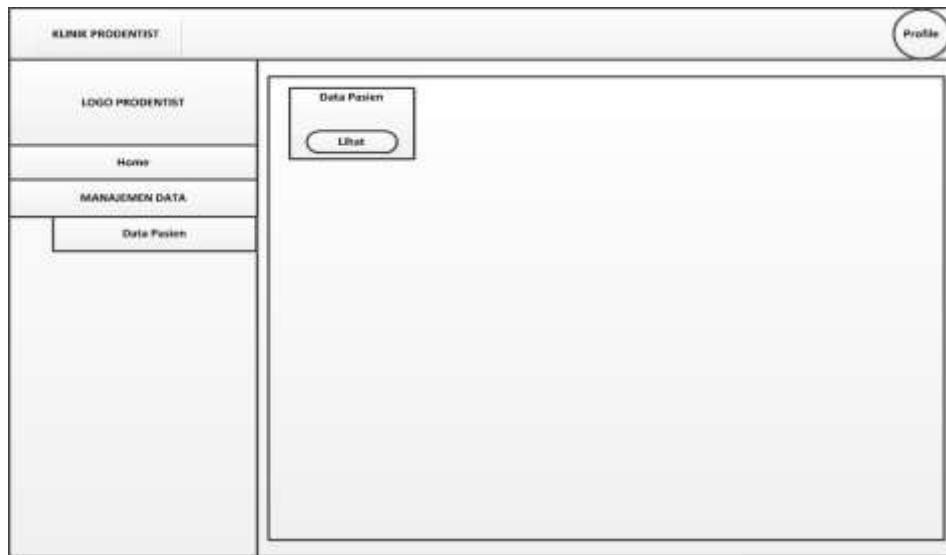 KLINIK PRODENTIST
Profile
LOGO PRODENTIST
Home
MANAJEMEN DATA
Data Pasien
Data Pasien
Lihat